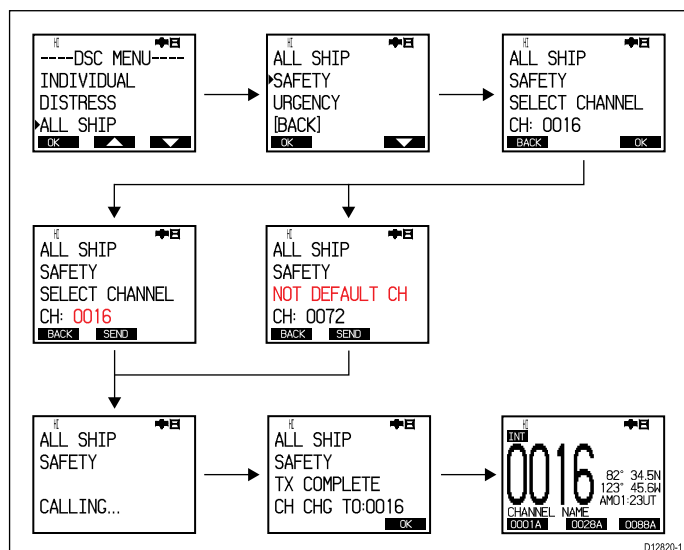 HI
----DSC MENU----
INDIVIDUAL
DISTRESS
ALL SHIP
OK
HI
ALL SHIP
SAFETY
URGENCY
[BACK]
OK
HI
ALL SHIP
SAFETY
SELECT CHANNEL
CH: 0016
BACK OK
HI
ALL SHIP
SAFETY
SELECT CHANNEL
CH: 0016
BACK SEND
HI
ALL SHIP
SAFETY
NOT DEFAULT CH
CH: 0072
BACK SEND
HI
ALL SHIP
SAFETY
CALLING...
HI
ALL SHIP
SAFETY
TX COMPLETE
CH CHG TO:0016
OK
HI
INT
0016
82° 34.5N
123° 45.6W
AM01:23UT
CHANNEL NAME
0001A 0028A 0088A
D12820-1